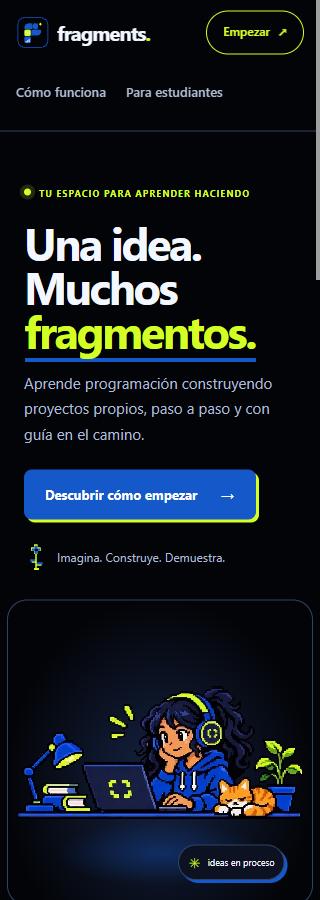 fragments.
Empezar ↗
Cómo funciona
Para estudiantes
TU ESPACIO PARA APRENDER HACIENDO
Una idea.
Muchos
fragmentos.
Aprende programación construyendo
proyectos propios, paso a paso y con
guía en el camino.
Descubrir cómo empezar →
Imagina. Construye. Demuestra.
ideas en proceso